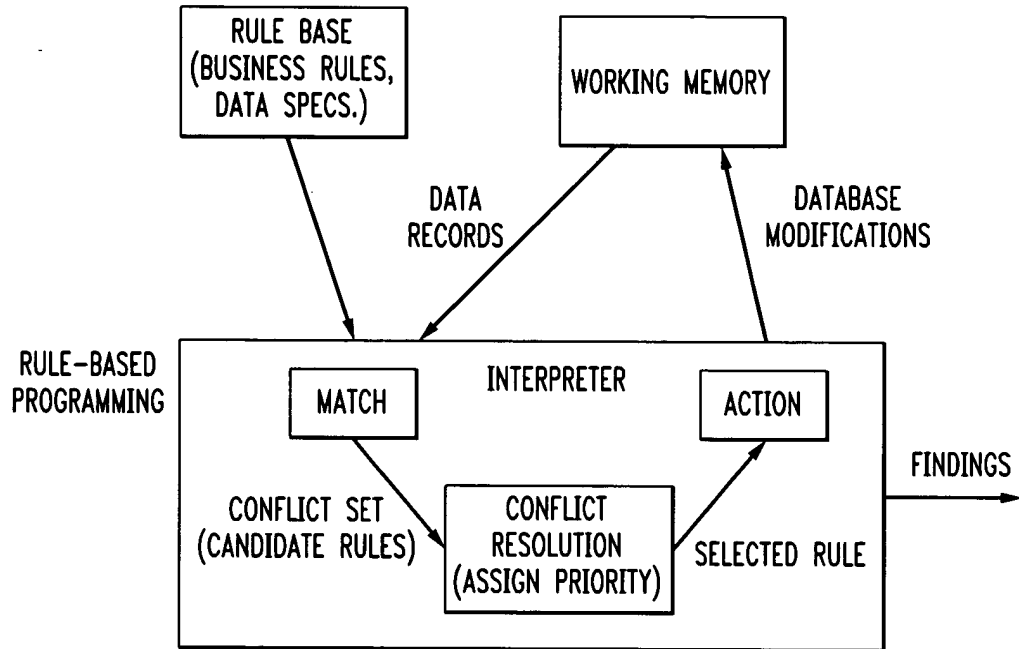 RULE BASE
(BUSINESS RULES,
DATA SPECS.)
WORKING MEMORY
DATA
RECORDS
DATABASE
MODIFICATIONS
RULE-BASED
PROGRAMMING
INTERPRETER
MATCH
ACTION
FINDINGS
CONFLICT SET
(CANDIDATE RULES)
CONFLICT
RESOLUTION
(ASSIGN PRIORITY)
SELECTED RULE